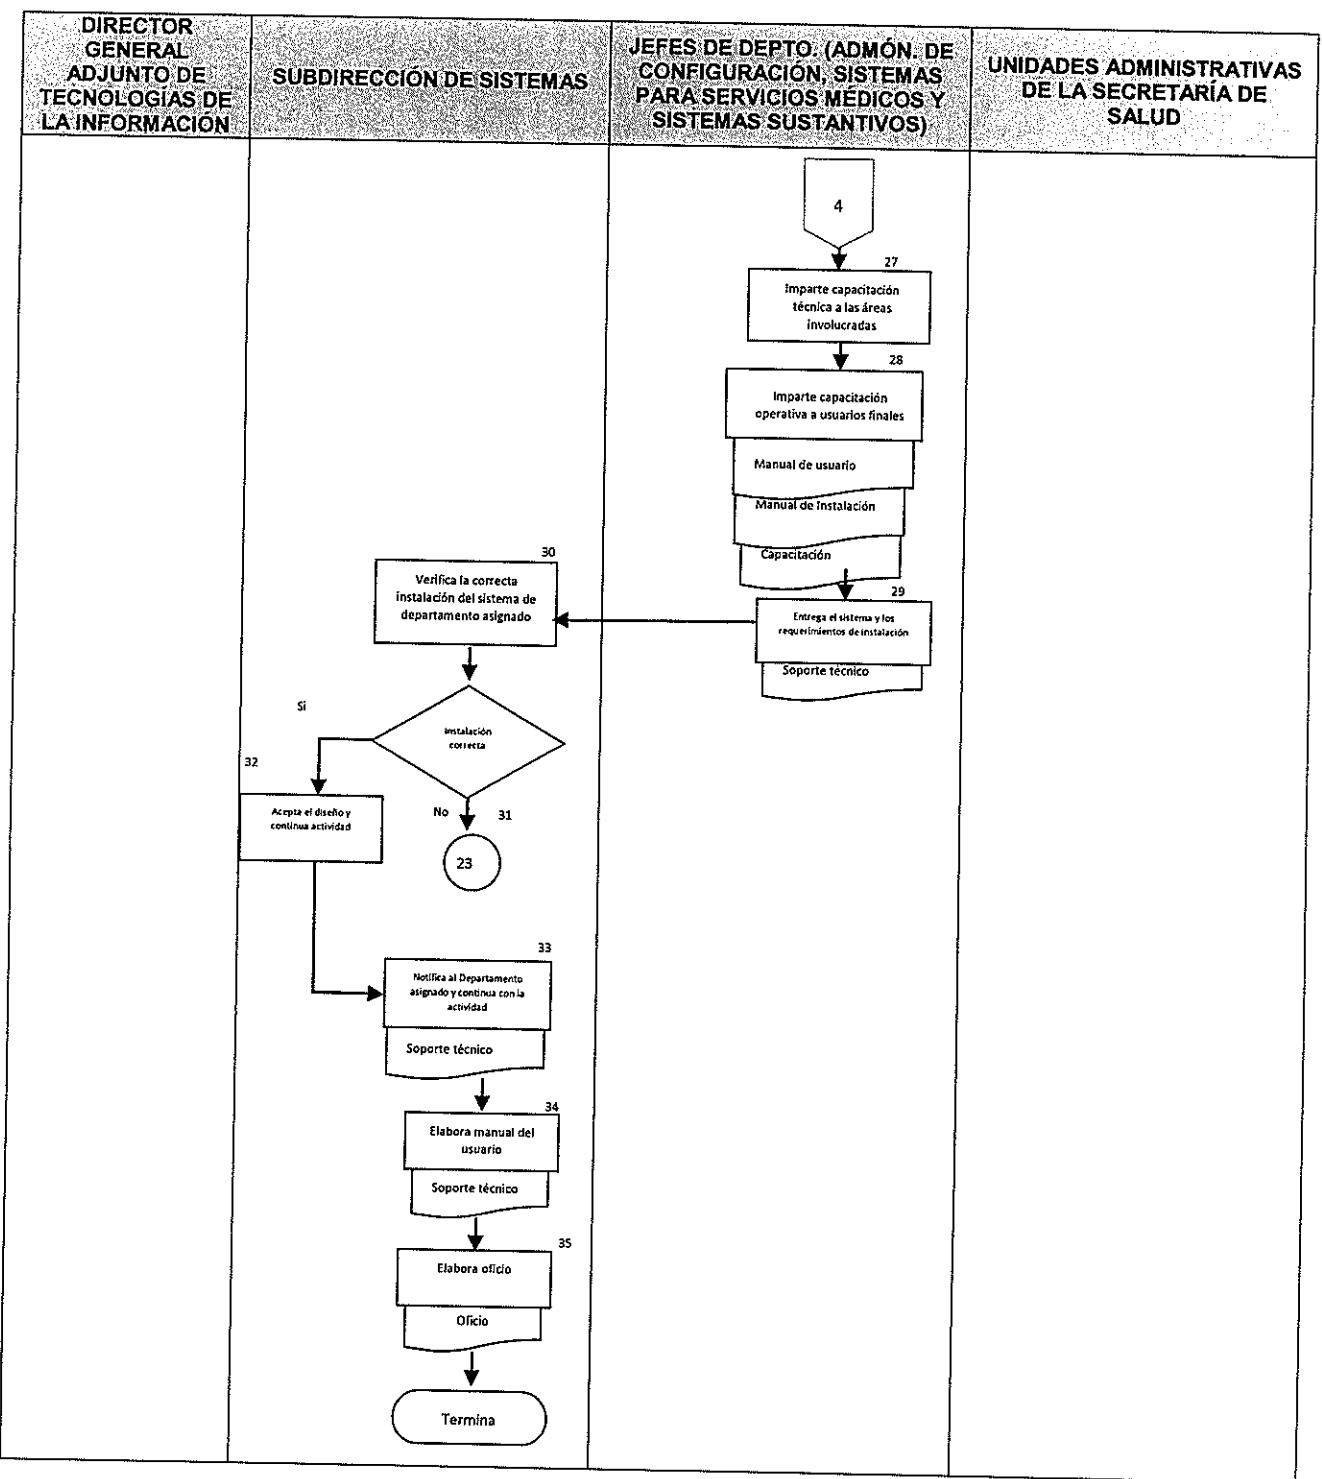 DIRECTOR
GENERAL
ADJUNTO DE
TECNOLOGÍAS DE
LA INFORMACIÓN
SUBDIRECCIÓN DE SISTEMAS
JEFES DE DEPTO. (ADMÓN. DE
CONFIGURACIÓN, SISTEMAS
PARA SERVICIOS MÉDICOS Y
SISTEMAS SUSTANTIVOS)
UNIDADES ADMINISTRATIVAS
DE LA SECRETARÍA DE
SALUD
4
27
Imparte capacitación
técnica a las áreas
involucradas
28
Imparte capacitación
operativa a usuarios finales
Manual de usuario
Manual de Instalación
Capacitación
29
Entrega el sistema y los
requerimientos de instalación
Soporte técnico
30
Verifica la correcta
instalación del sistema de
departamento asignado
Instalación
correcta
Si
32
Acepta el diseño y
continua actividad
No
31
23
33
Notifica al Departamento
asignado y continua con la
actividad
Soporte técnico
34
Elabora manual del
usuario
Soporte técnico
35
Elabora oficio
Oficio
Termina